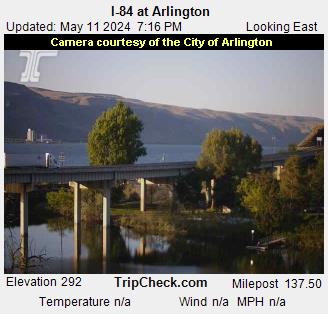 I-84 at Arlington
Updated: May 11 2024 7:16 PM Looking East
Camera courtesy of the City of Arlington
Elevation 292 TripCheck.com Milepost 137.50
Temperature n/a Wind n/a MPH n/a